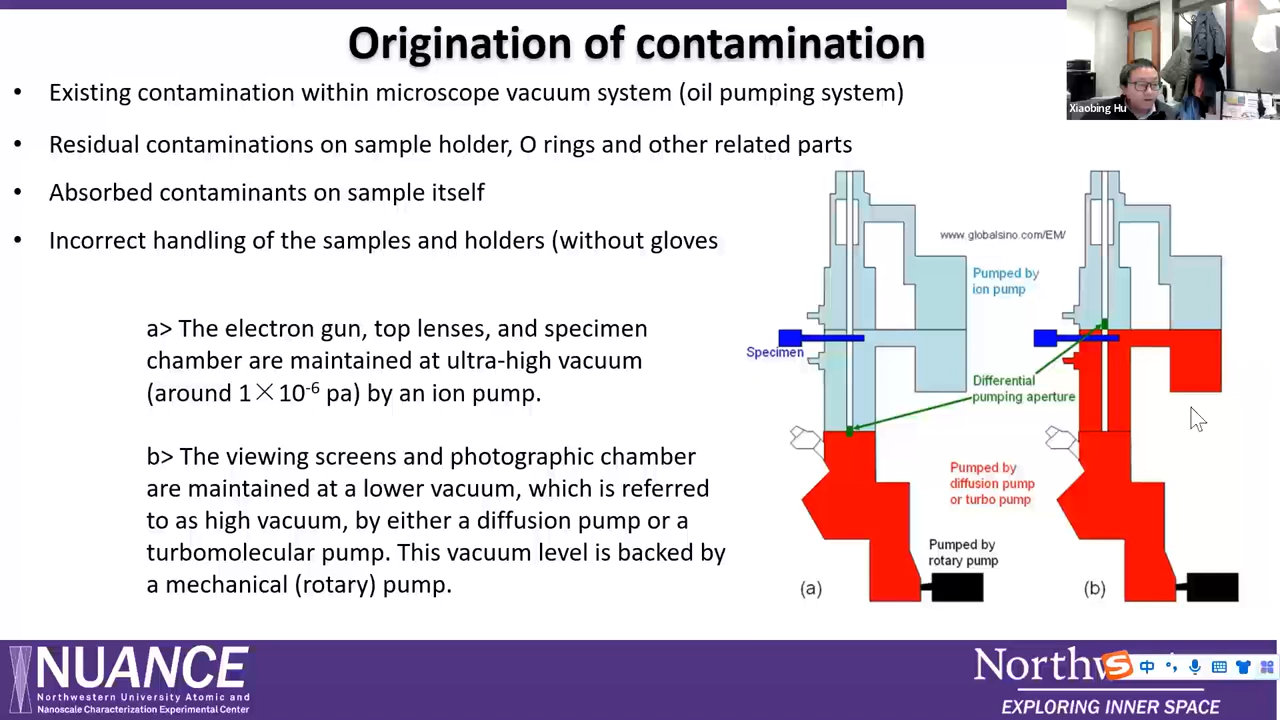 Origination of contamination
Xiaobing Hu
• Existing contamination within microscope vacuum system (oil pumping system)
• Residual contaminations on sample holder, O rings and other related parts
• Absorbed contaminants on sample itself
• Incorrect handling of the samples and holders (without gloves
a> The electron gun, top lenses, and specimen
chamber are maintained at ultra-high vacuum
(around 1×10⁻⁶ pa) by an ion pump.
b> The viewing screens and photographic chamber
are maintained at a lower vacuum, which is referred
to as high vacuum, by either a diffusion pump or a
turbomolecular pump. This vacuum level is backed by
a mechanical (rotary) pump.
www.globalsino.com/EM/
Pumped by
ion pump
Specimen
Differential
pumping aperture
Pumped by
diffusion pump
or turbo pump
Pumped by
rotary pump
(a)
(b)
NUANCE
Northwestern University Atomic and
Nanoscale Characterization Experimental Center
Northw
S 中
EXPLORING INNER SPACE